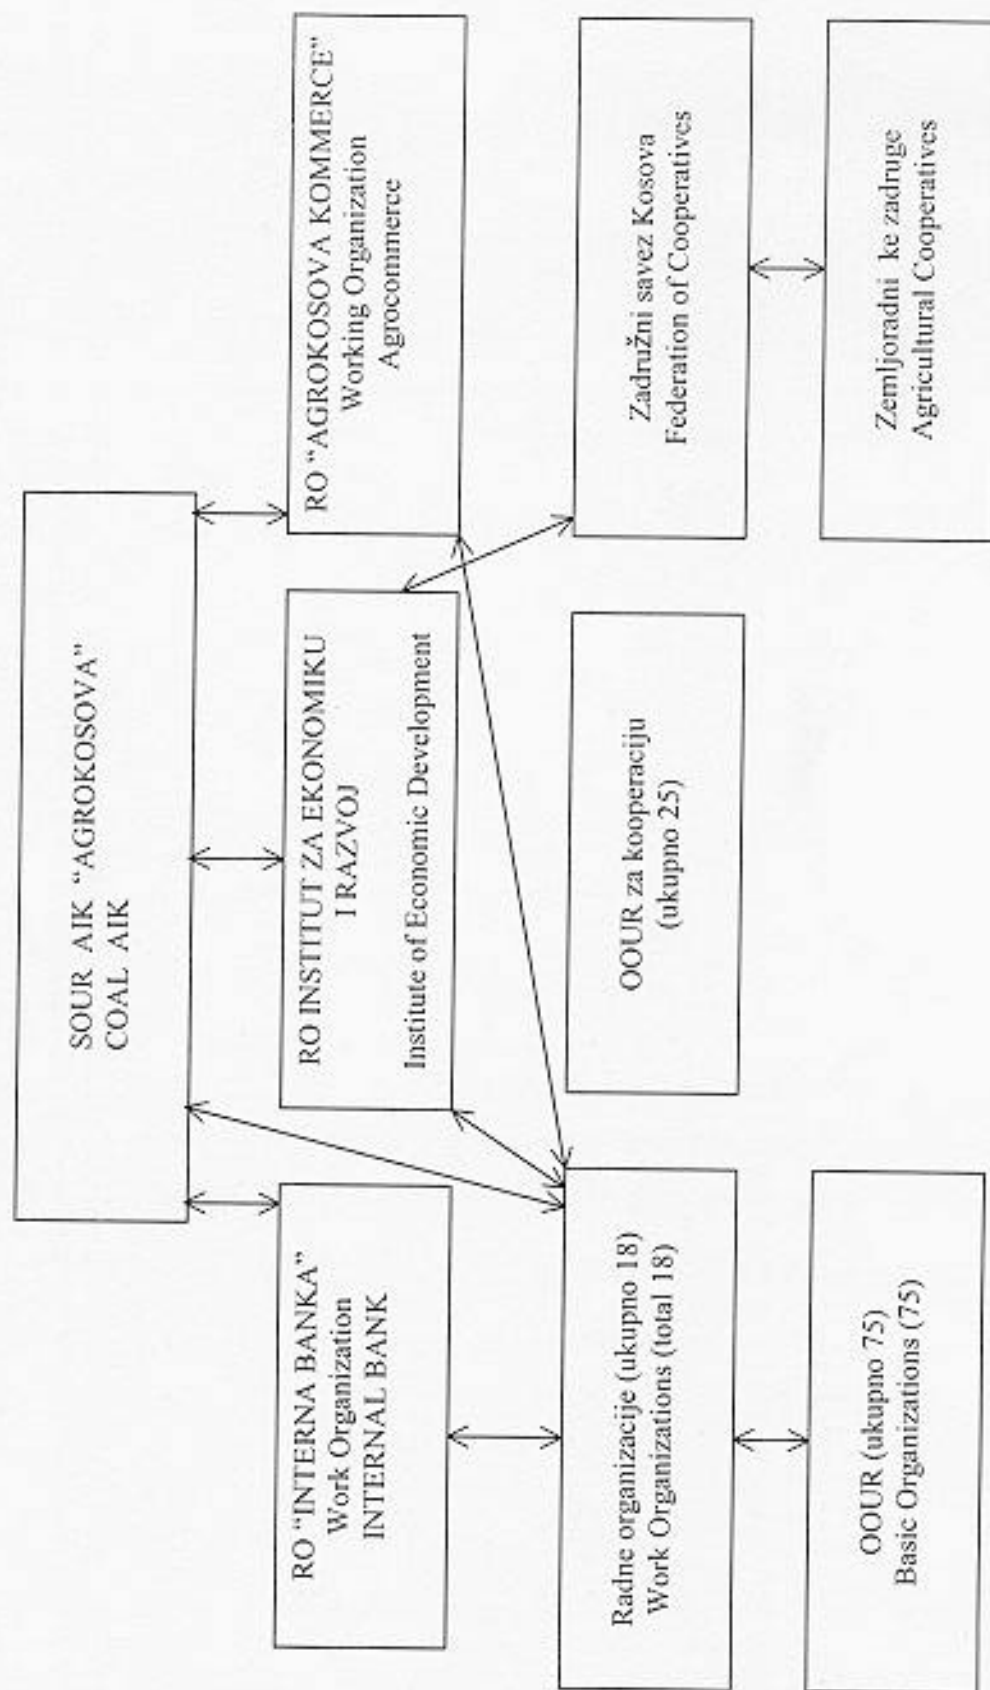 SOUR AIK “AGROKOSOVA”
COAL AIK
RO “INTERNA BANKA”
Work Organization
INTERNAL BANK
RO INSTITUT ZA EKONOMIKU
I RAZVOJ
Institute of Economic Development
RO “AGROKOSOVA KOMMERCE”
Working Organization
Agrocommerce
Radne organizacije (ukupno 18)
Work Organizations (total 18)
OOUR za kooperaciju
(ukupno 25)
Zadružni savez Kosova
Federation of Cooperatives
OOUR (ukupno 75)
Basic Organizations (75)
Zemljoradni ke zadruge
Agricultural Cooperatives